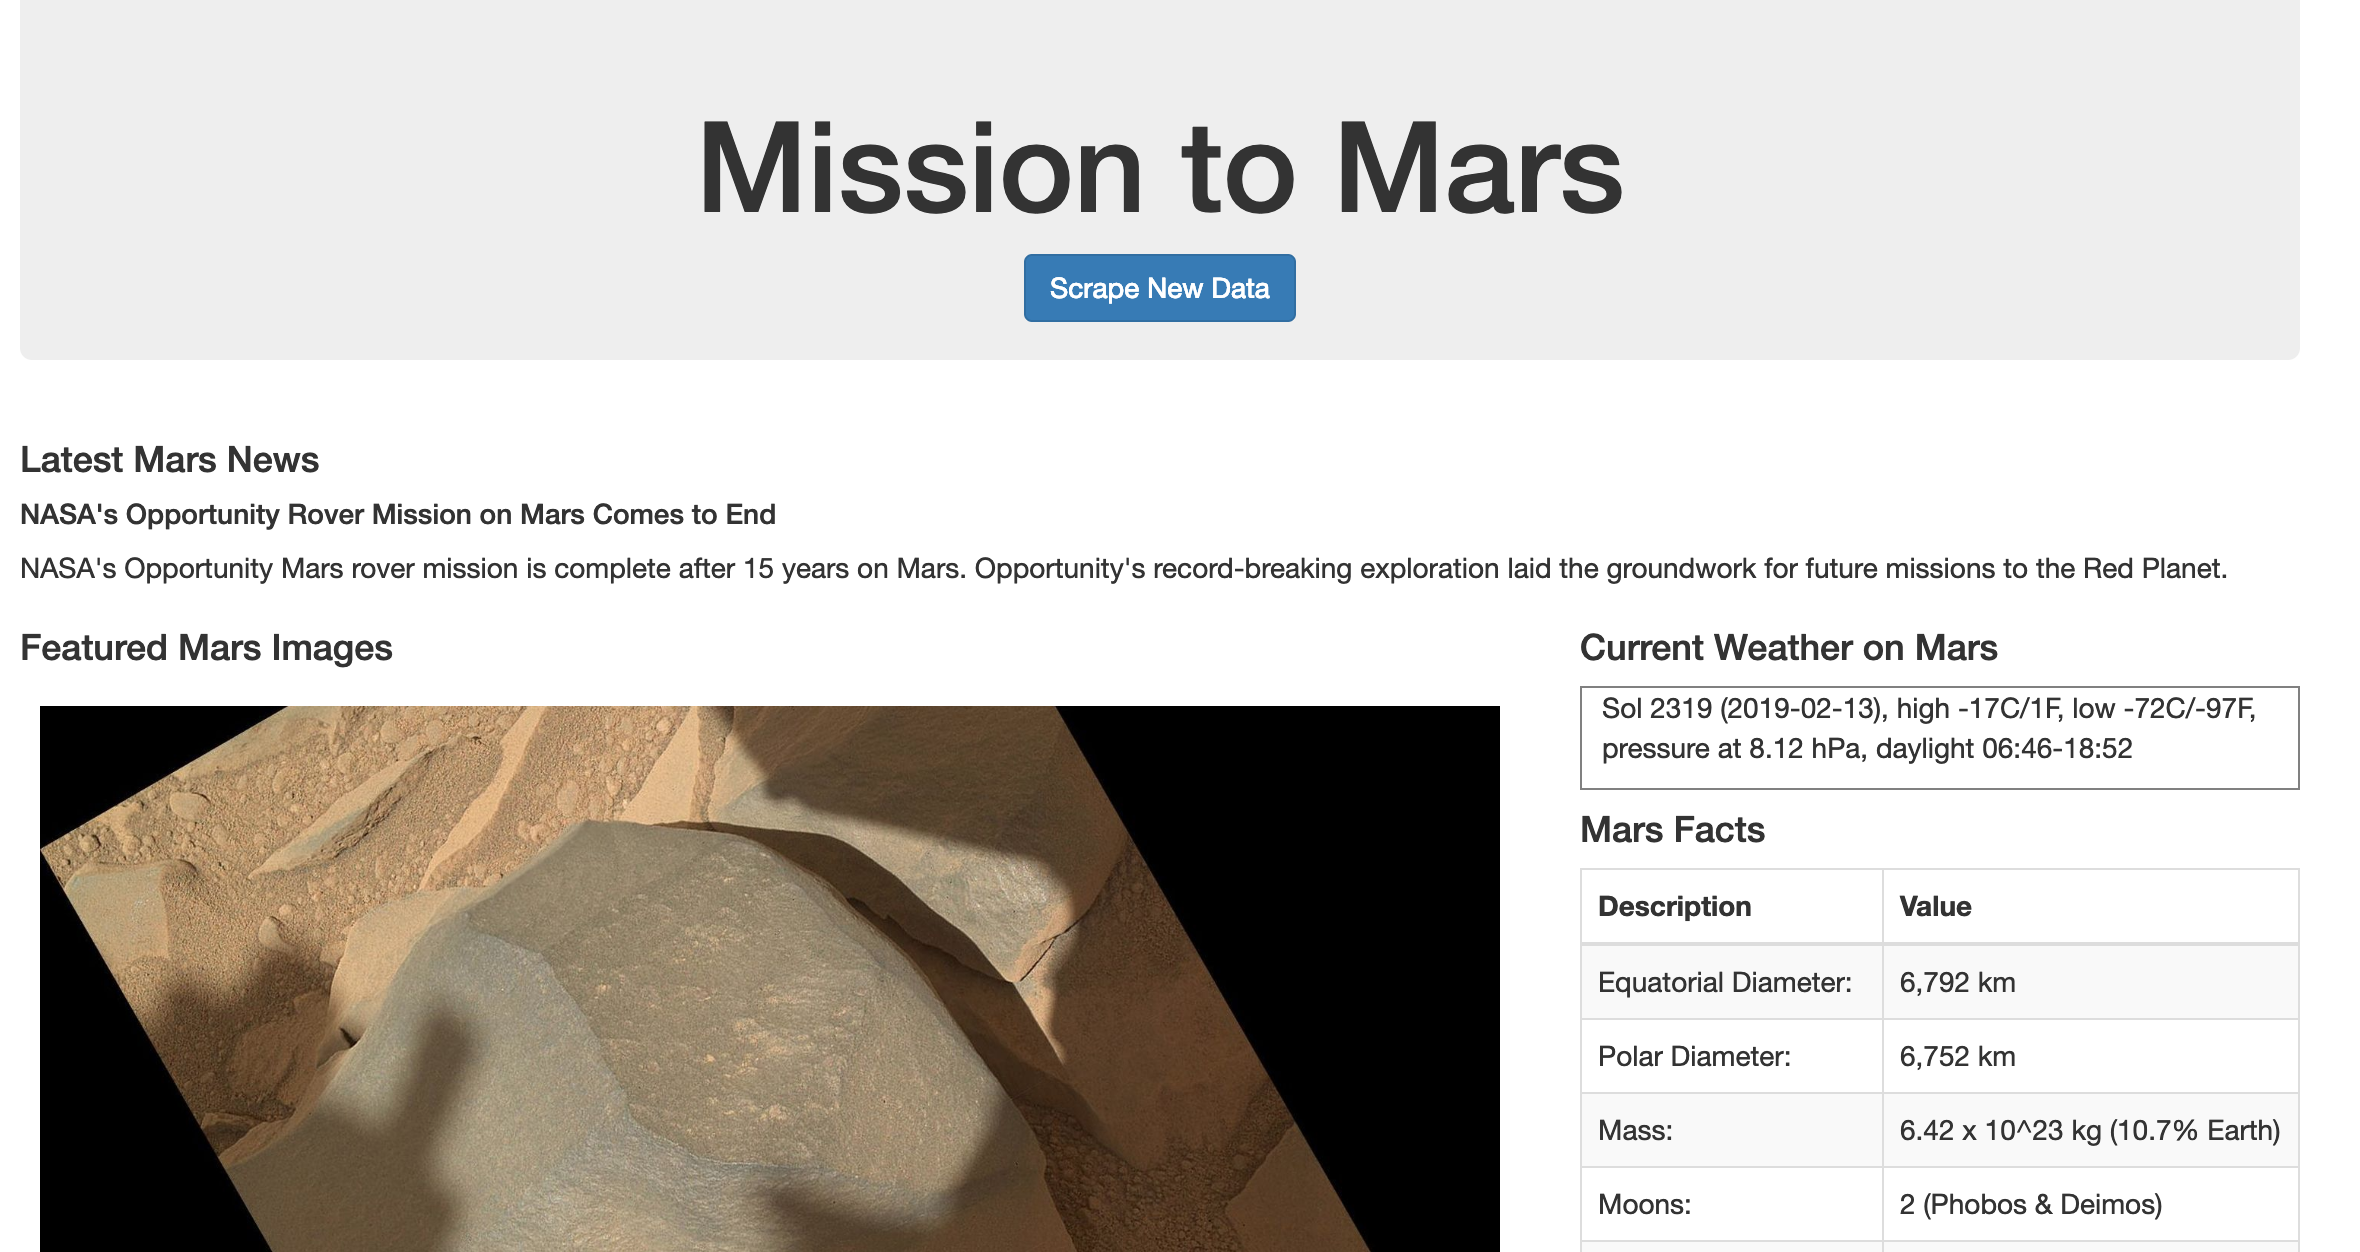 Mission to Mars
Scrape New Data
Latest Mars News
NASA's Opportunity Rover Mission on Mars Comes to End
NASA's Opportunity Mars rover mission is complete after 15 years on Mars. Opportunity's record-breaking exploration laid the groundwork for future missions to the Red Planet.
Featured Mars Images
Current Weather on Mars
Sol 2319 (2019-02-13), high -17C/1F, low -72C/-97F,
pressure at 8.12 hPa, daylight 06:46-18:52
Mars Facts
Description Value
Equatorial Diameter: 6,792 km
Polar Diameter: 6,752 km
Mass: 6.42 x 10^23 kg (10.7% Earth)
Moons: 2 (Phobos & Deimos)